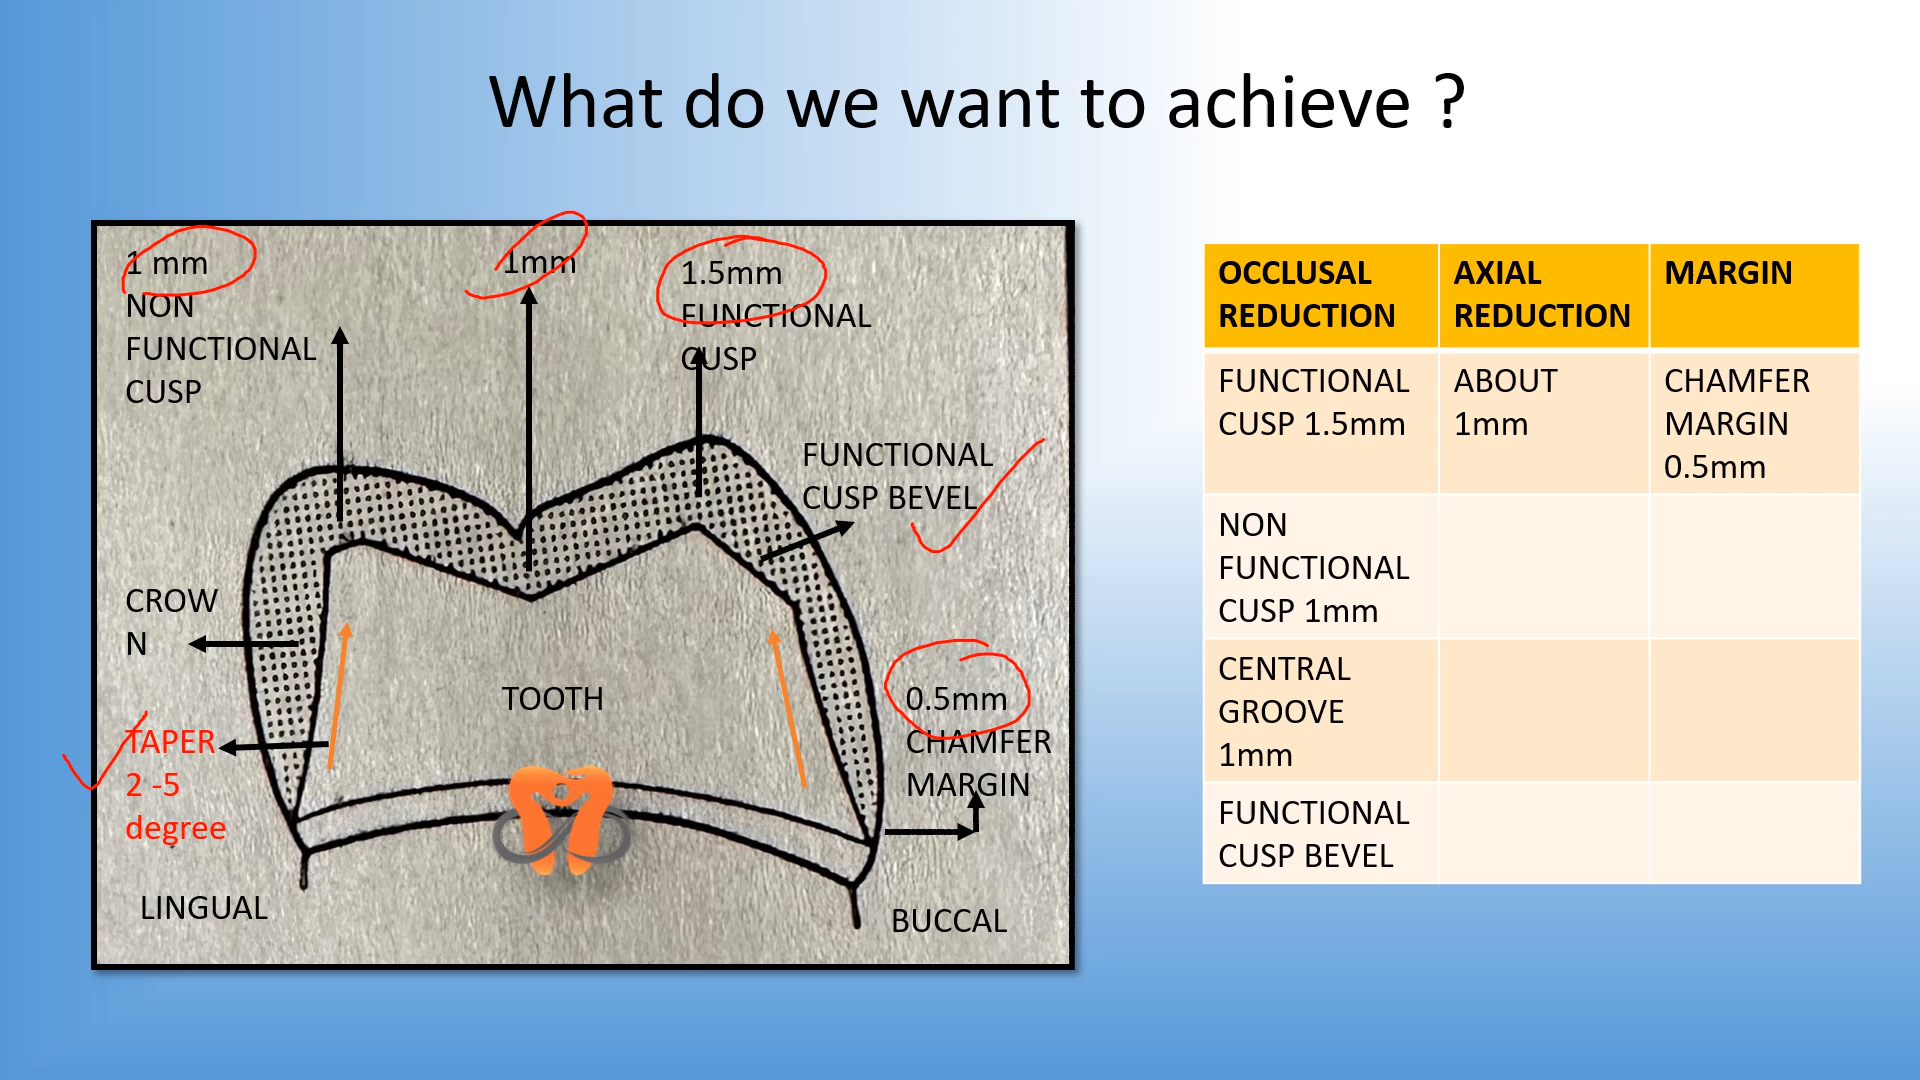 What do we want to achieve ?
1 mm
NON
FUNCTIONAL
CUSP
1mm
1.5mm
FUNCTIONAL
CUSP
FUNCTIONAL
CUSP BEVEL
CROW
N
TOOTH
TAPER
2 -5
degree
0.5mm
CHAMFER
MARGIN
LINGUAL
BUCCAL
OCCLUSAL
REDUCTION
AXIAL
REDUCTION
MARGIN
FUNCTIONAL
CUSP 1.5mm
ABOUT
1mm
CHAMFER
MARGIN
0.5mm
NON
FUNCTIONAL
CUSP 1mm
CENTRAL
GROOVE
1mm
FUNCTIONAL
CUSP BEVEL